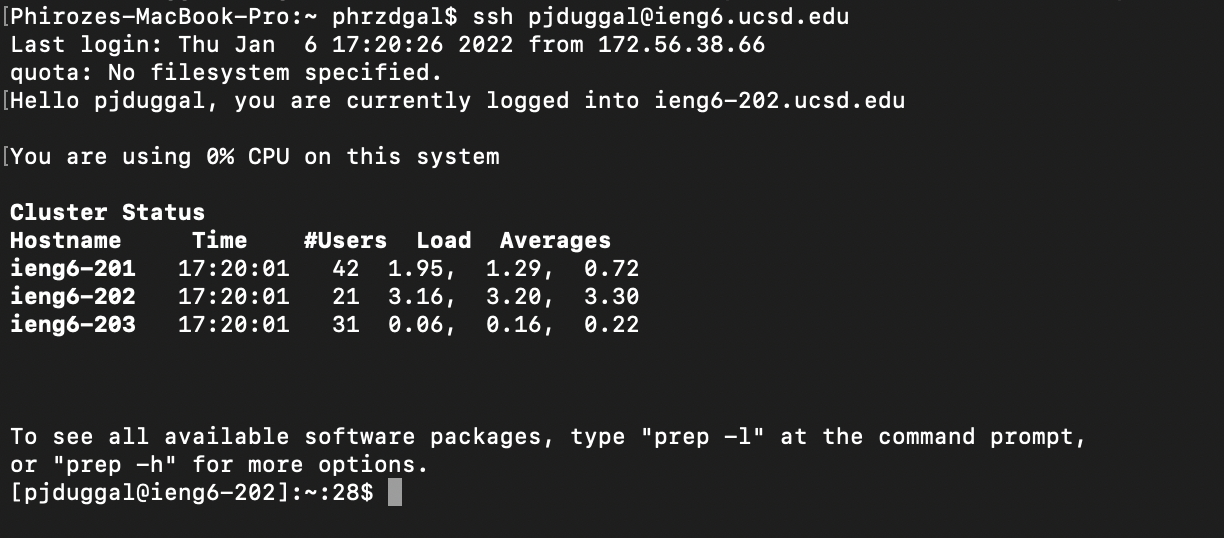 [Phirozes-MacBook-Pro:~ phrzdgal$ ssh pjduggal@ieng6.ucsd.edu
Last login: Thu Jan  6 17:20:26 2022 from 172.56.38.66
quota: No filesystem specified.
[Hello pjduggal, you are currently logged into ieng6-202.ucsd.edu
[You are using 0% CPU on this system
Cluster Status
Hostname     Time    #Users  Load  Averages
ieng6-201   17:20:01   42  1.95,  1.29,  0.72
ieng6-202   17:20:01   21  3.16,  3.20,  3.30
ieng6-203   17:20:01   31  0.06,  0.16,  0.22
To see all available software packages, type "prep -l" at the command prompt,
or "prep -h" for more options.
[pjduggal@ieng6-202]:~:28$